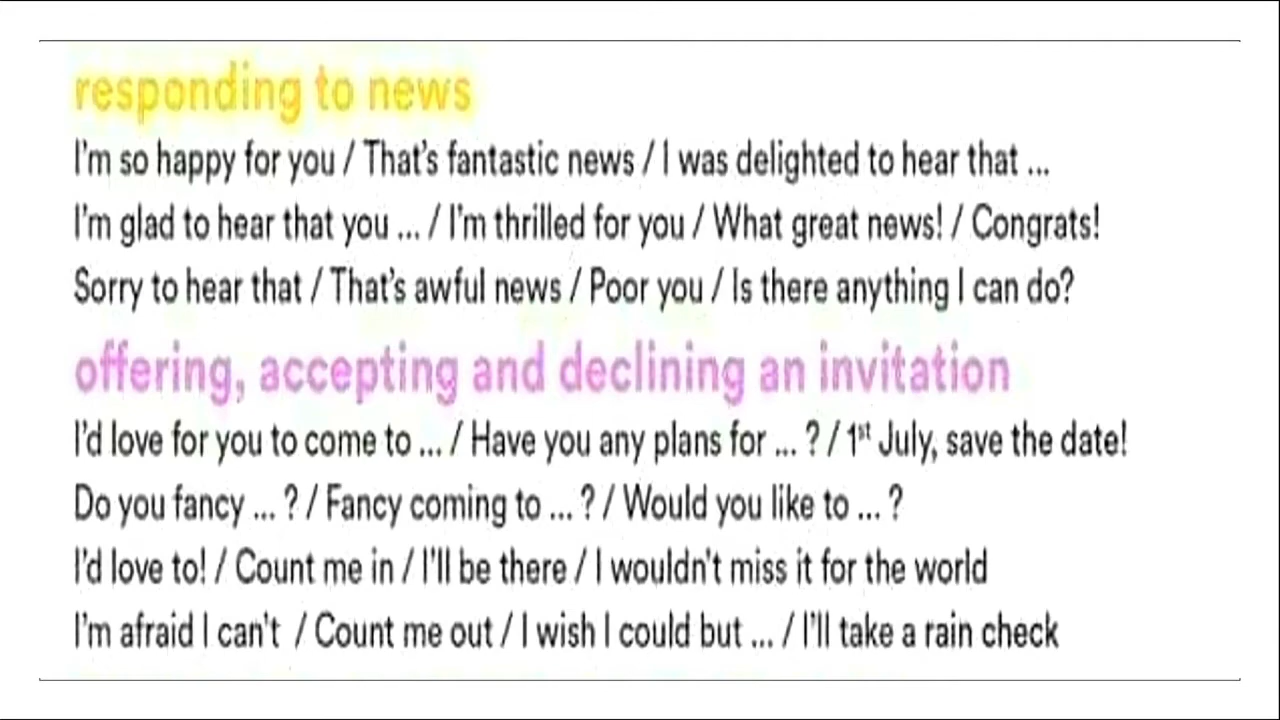 responding to news
I'm so happy for you / That's fantastic news / I was delighted to hear that ...
I'm glad to hear that you ... / I'm thrilled for you / What great news! / Congrats!
Sorry to hear that / That's awful news / Poor you / Is there anything I can do?
offering, accepting and declining an invitation
I'd love for you to come to ... / Have you any plans for ... ? / 1st July, save the date!
Do you fancy ... ? / Fancy coming to ... ? / Would you like to ... ?
I'd love to! / Count me in / I'll be there / I wouldn't miss it for the world
I'm afraid I can't / Count me out / I wish I could but ... / I'll take a rain check